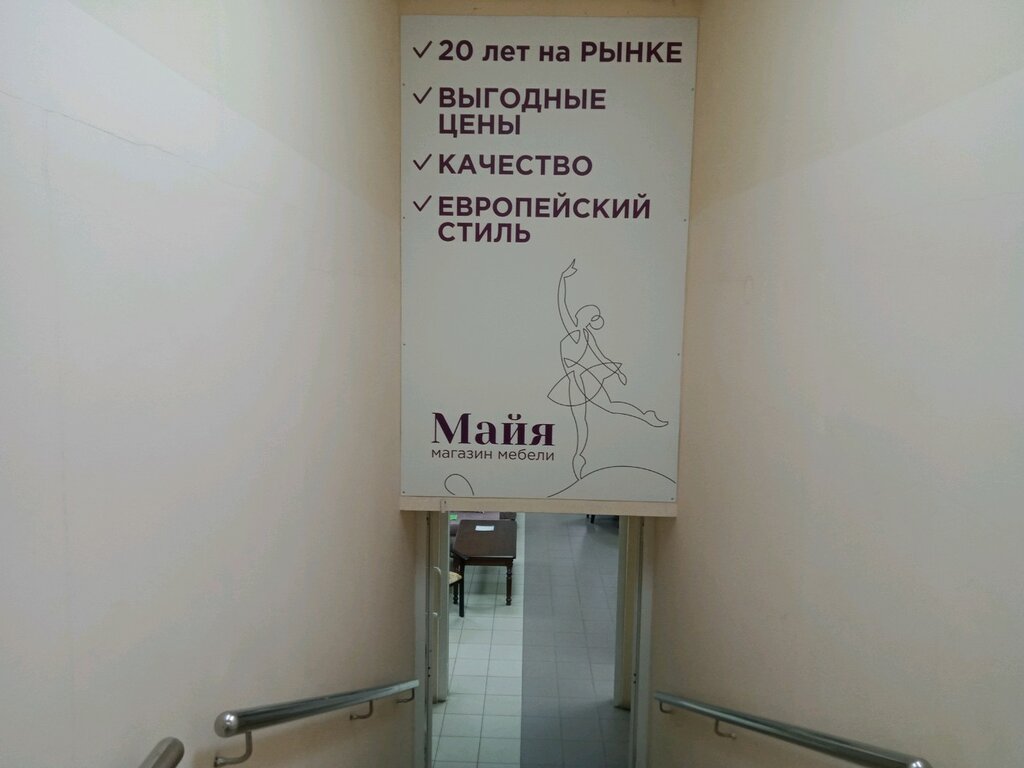 ✓ 20 лет на РЫНКЕ
✓ ВЫГОДНЫЕ
ЦЕНЫ
✓ КАЧЕСТВО
✓ ЕВРОПЕЙСКИЙ
СТИЛЬ
Майя
магазин мебели